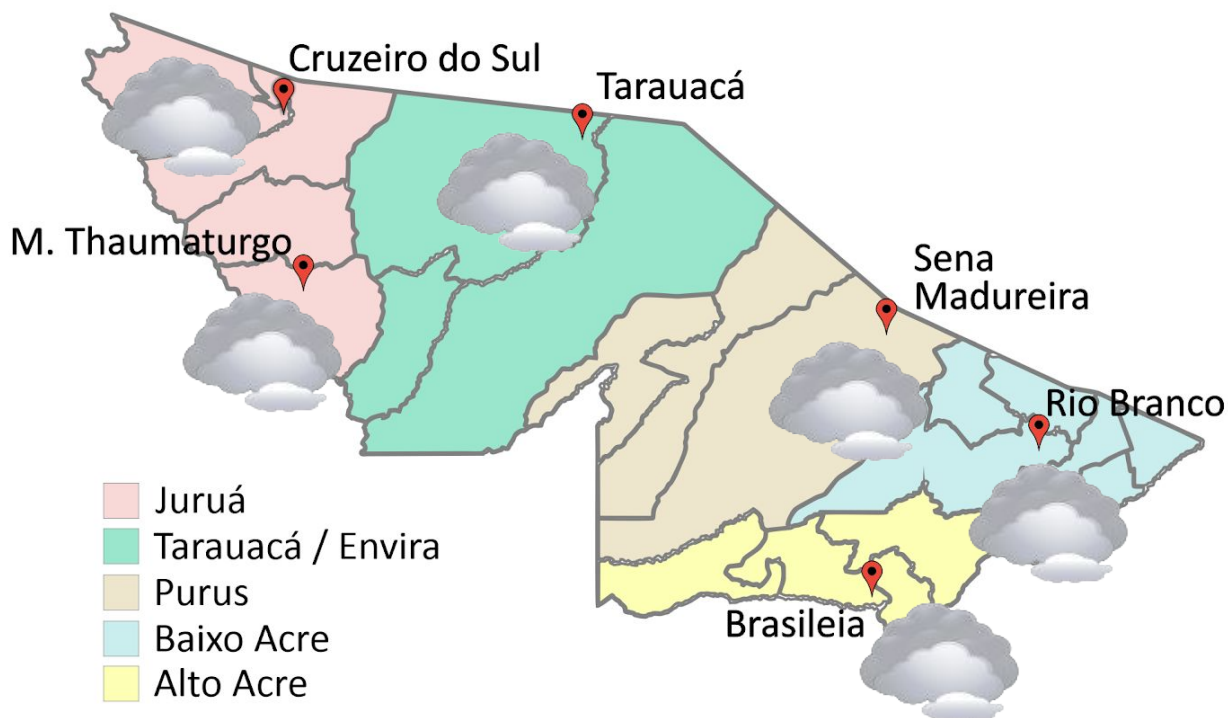 Cruzeiro do Sul
Tarauacá
M. Thaumaturgo
Sena
Madureira
Rio Branco
Brasileia
Juruá
Tarauacá / Envira
Purus
Baixo Acre
Alto Acre